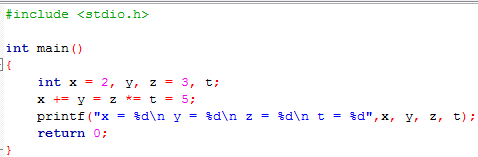 #include <stdio.h>
int main()
{
int x = 2, y, z = 3, t;
x += y = z *= t = 5;
printf("x = %d\n y = %d\n z = %d\n t = %d",x, y, z, t);
return 0;
}